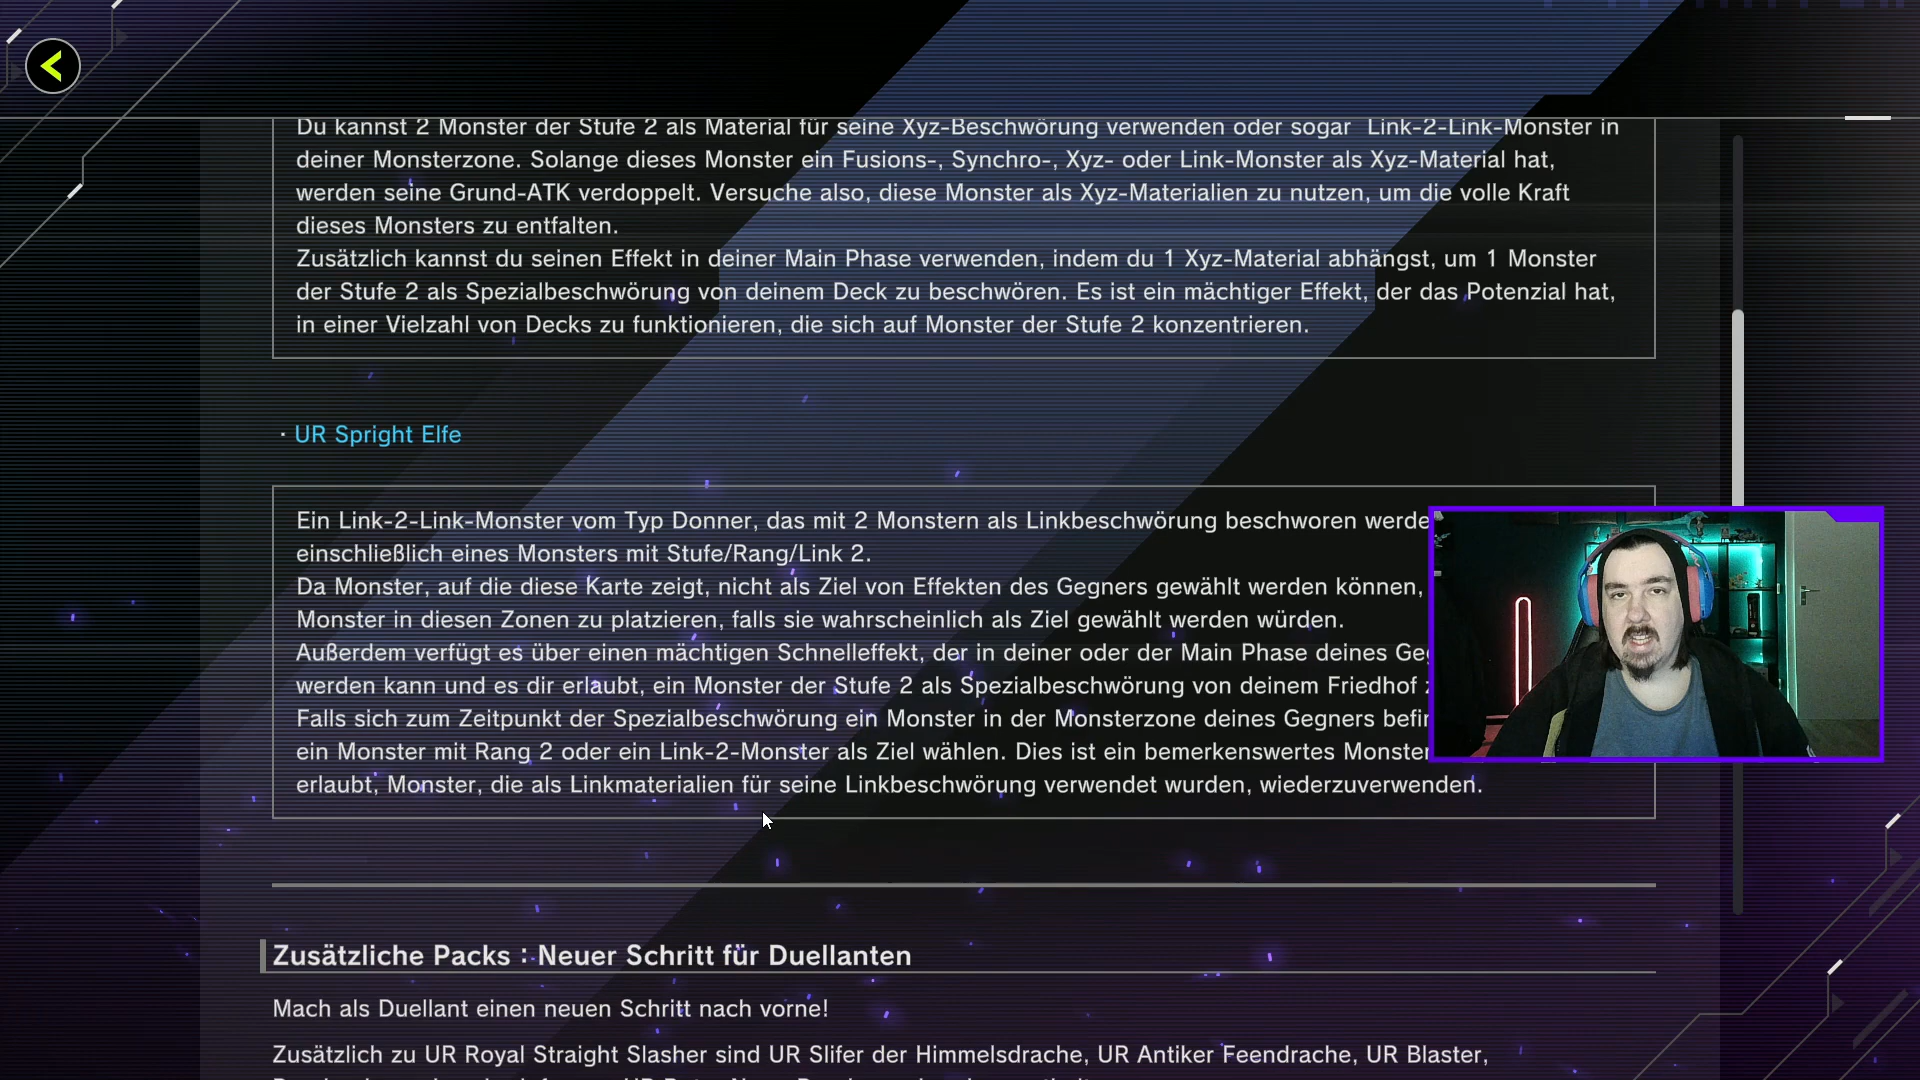 Du kannst 2 Monster der Stufe 2 als Material für seine Xyz-Beschwörung verwenden oder sogar Link-2-Link-Monster in
deiner Monsterzone. Solange dieses Monster ein Fusions-, Synchro-, Xyz- oder Link-Monster als Xyz-Material hat,
werden seine Grund-ATK verdoppelt. Versuche also, diese Monster als Xyz-Materialien zu nutzen, um die volle Kraft
dieses Monsters zu entfalten.
Zusätzlich kannst du seinen Effekt in deiner Main Phase verwenden, indem du 1 Xyz-Material abhängst, um 1 Monster
der Stufe 2 als Spezialbeschwörung von deinem Deck zu beschwören. Es ist ein mächtiger Effekt, der das Potenzial hat,
in einer Vielzahl von Decks zu funktionieren, die sich auf Monster der Stufe 2 konzentrieren.
· UR Spright Elfe
Ein Link-2-Link-Monster vom Typ Donner, das mit 2 Monstern als Linkbeschwörung beschworen werde
einschließlich eines Monsters mit Stufe/Rang/Link 2.
Da Monster, auf die diese Karte zeigt, nicht als Ziel von Effekten des Gegners gewählt werden können,
Monster in diesen Zonen zu platzieren, falls sie wahrscheinlich als Ziel gewählt werden würden.
Außerdem verfügt es über einen mächtigen Schnelleffekt, der in deiner oder der Main Phase deines Ge
werden kann und es dir erlaubt, ein Monster der Stufe 2 als Spezialbeschwörung von deinem Friedhof
Falls sich zum Zeitpunkt der Spezialbeschwörung ein Monster in der Monsterzone deines Gegners befin
ein Monster mit Rang 2 oder ein Link-2-Monster als Ziel wählen. Dies ist ein bemerkenswertes Monster
erlaubt, Monster, die als Linkmaterialien für seine Linkbeschwörung verwendet wurden, wiederzuverwenden.
Zusätzliche Packs : Neuer Schritt für Duellanten
Mach als Duellant einen neuen Schritt nach vorne!
Zusätzlich zu UR Royal Straight Slasher sind UR Slifer der Himmelsdrache, UR Antiker Feendrache, UR Blaster,